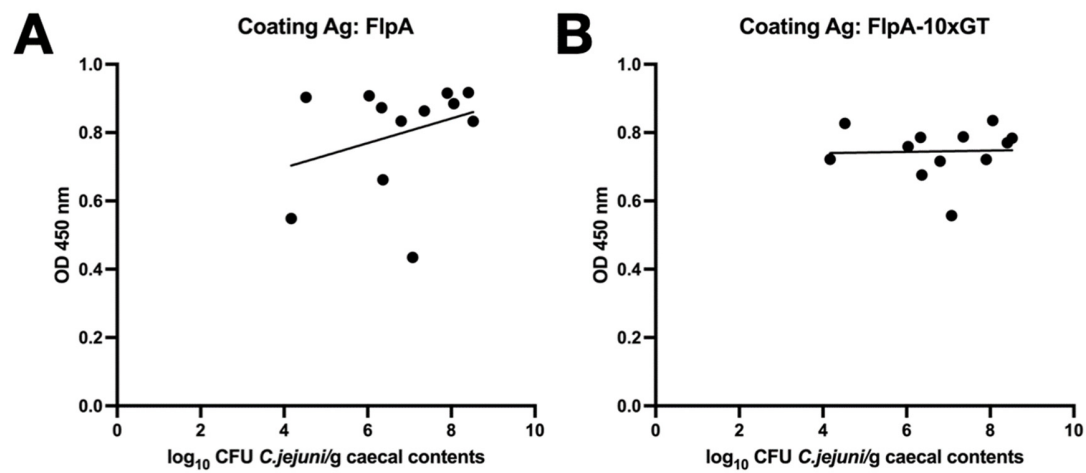 A
Coating Ag: FlpA
1.0
0.8
0.6
0.4
0.2
0.0
OD 450 nm
0 2 4 6 8 10
log₁₀ CFU C.jejuni/g caecal contents
B
Coating Ag: FlpA-10xGT
1.0
0.8
0.6
0.4
0.2
0.0
OD 450 nm
0 2 4 6 8 10
log₁₀ CFU C.jejuni/g caecal contents